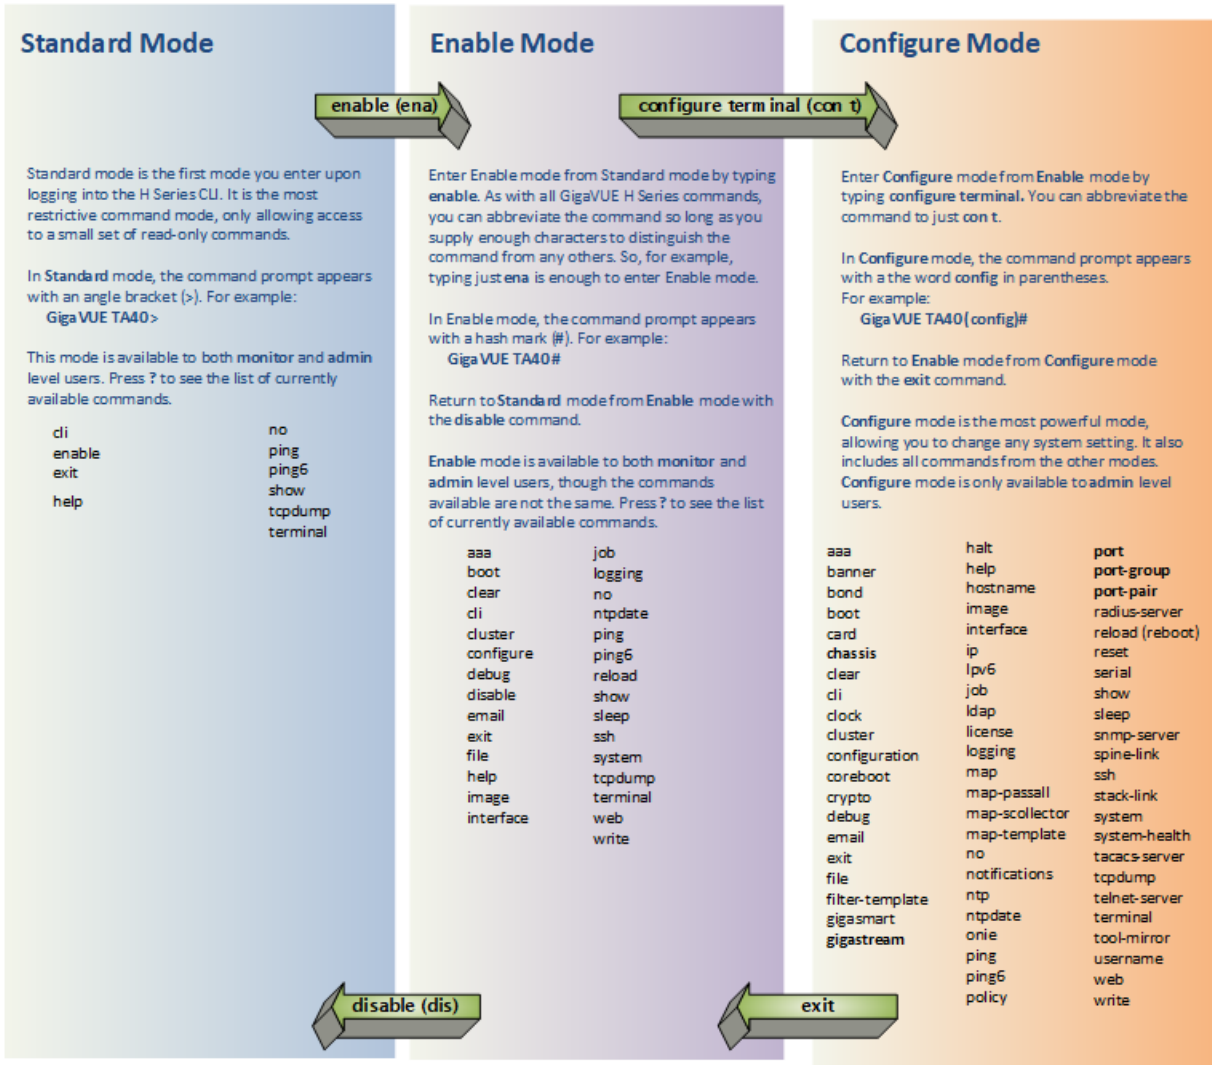 Standard Mode
enable (ena)
Standard mode is the first mode you enter upon
logging into the H Series CLI. It is the most
restrictive command mode, only allowing access
to a small set of read-only commands.
In Standard mode, the command prompt appears
with an angle bracket (>). For example:
GigaVUE TA40>
This mode is available to both monitor and admin
level users. Press ? to see the list of currently
available commands.
cli
enable
exit
help
no
ping
ping6
show
tcpdump
terminal
disable (dis)
Enable Mode
configure terminal (con t)
Enter Enable mode from Standard mode by typing
enable. As with all GigaVUE H Series commands,
you can abbreviate the command so long as you
supply enough characters to distinguish the
command from any others. So, for example,
typing just ena is enough to enter Enable mode.
In Enable mode, the command prompt appears
with a hash mark (#). For example:
GigaVUE TA40#
Return to Standard mode from Enable mode with
the disable command.
Enable mode is available to both monitor and
admin level users, though the commands
available are not the same. Press ? to see the list
of currently available commands.
aaa
boot
clear
cli
cluster
configure
debug
disable
email
exit
file
help
image
interface
job
logging
no
ntpdate
ping
ping6
reload
show
sleep
ssh
system
tcpdump
terminal
web
write
exit
Configure Mode
Enter Configure mode from Enable mode by
typing configure terminal. You can abbreviate the
command to just con t.
In Configure mode, the command prompt appears
with a the word config in parentheses.
For example:
GigaVUE TA40(config)#
Return to Enable mode from Configure mode
with the exit command.
Configure mode is the most powerful mode,
allowing you to change any system setting. It also
includes all commands from the other modes.
Configure mode is only available to admin level
users.
aaa
banner
bond
boot
card
chassis
clear
cli
clock
cluster
configuration
coreboot
crypto
debug
email
exit
file
filter-template
gigasmart
gigastream
halt
help
hostname
image
interface
ip
Ipv6
job
ldap
license
logging
map
map-passall
map-scollector
map-template
no
notifications
ntp
ntpdate
onie
ping
ping6
policy
port
port-group
port-pair
radius-server
reload (reboot)
reset
serial
show
sleep
snmp-server
spine-link
ssh
stack-link
system
system-health
tacacs-server
tcpdump
telnet-server
terminal
tool-mirror
username
web
write